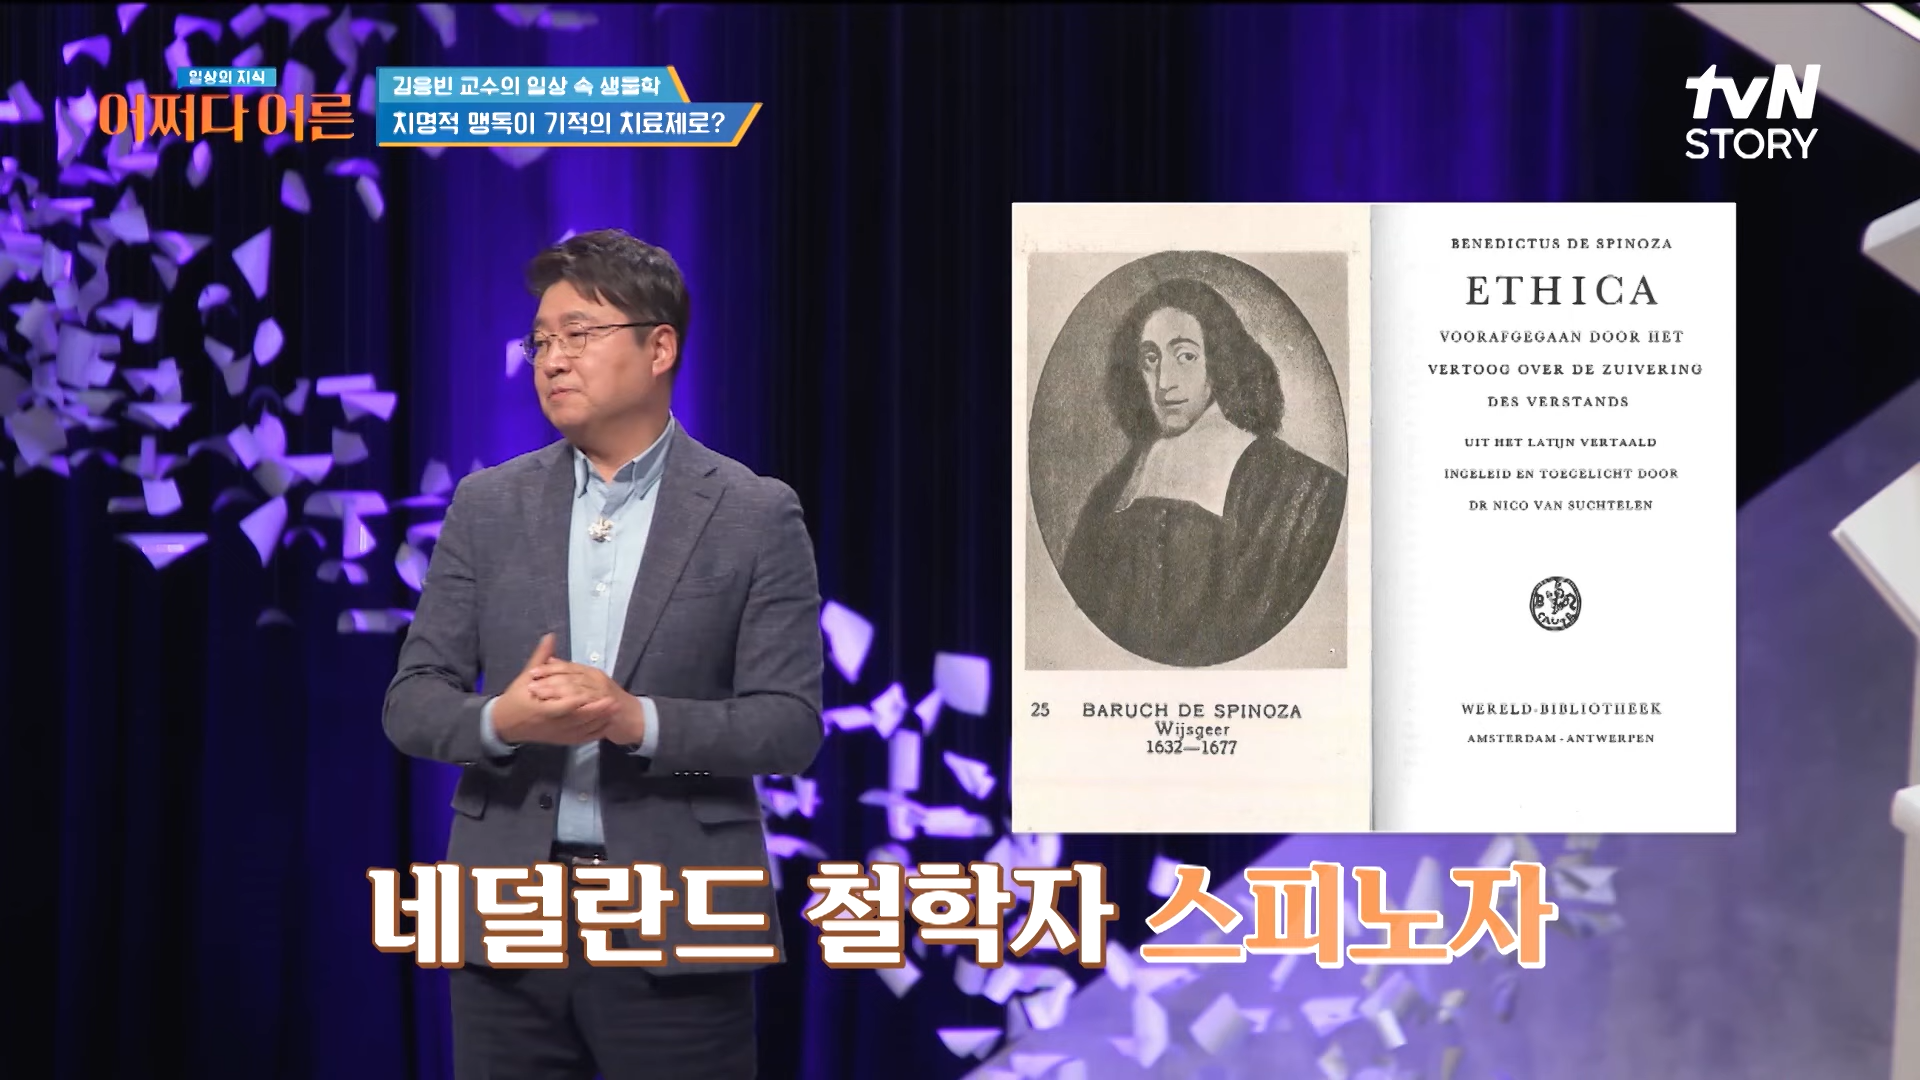 일상의 지식
어쩌다 어른
김응빈 교수의 일상 속 생물학
치명적 맹독이 기적의 치료제로?
tvN
STORY
BENEDICTUS DE SPINOZA
ETHICA
VOORAFGEGAAN DOOR HET
VERTOOG OVER DE ZUIVERING
DES VERSTANDS
UIT HET LATIJN VERTAALD
INGELEID EN TOEGELICHT DOOR
DR NICO VAN SUCHTELEN
WERELD-BIBLIOTHEEK
AMSTERDAM - ANTWERPEN
25 BARUCH DE SPINOZA
Wijsgeer
1632—1677
네덜란드 철학자 스피노자